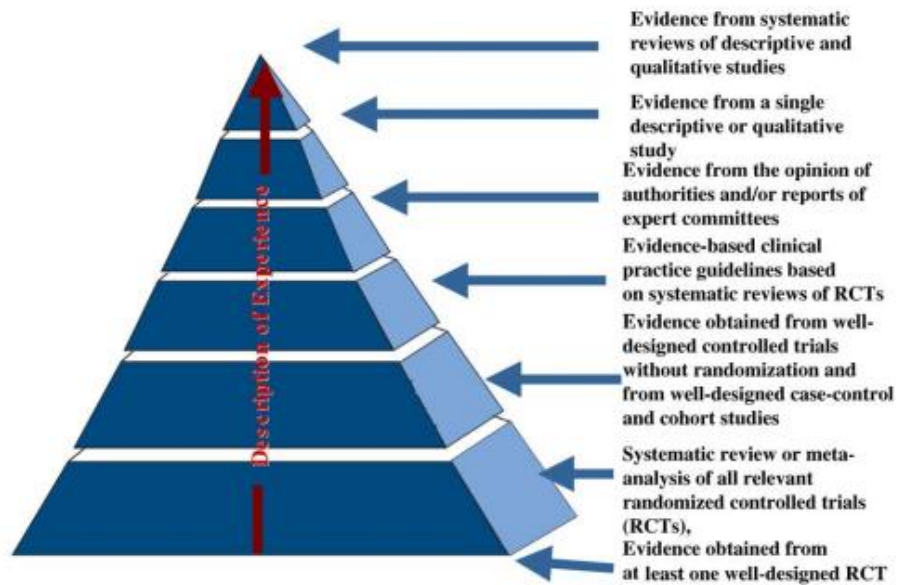 Evidence from systematic
reviews of descriptive and
qualitative studies
Evidence from a single
descriptive or qualitative
study
Evidence from the opinion of
authorities and/or reports of
expert committees
Evidence-based clinical
practice guidelines based
on systematic reviews of RCTs
Evidence obtained from well-
designed controlled trials
without randomization and
from well-designed case-control
and cohort studies
Systematic review or meta-
analysis of all relevant
randomized controlled trials
(RCTs),
Evidence obtained from
at least one well-designed RCT
Description of Experience